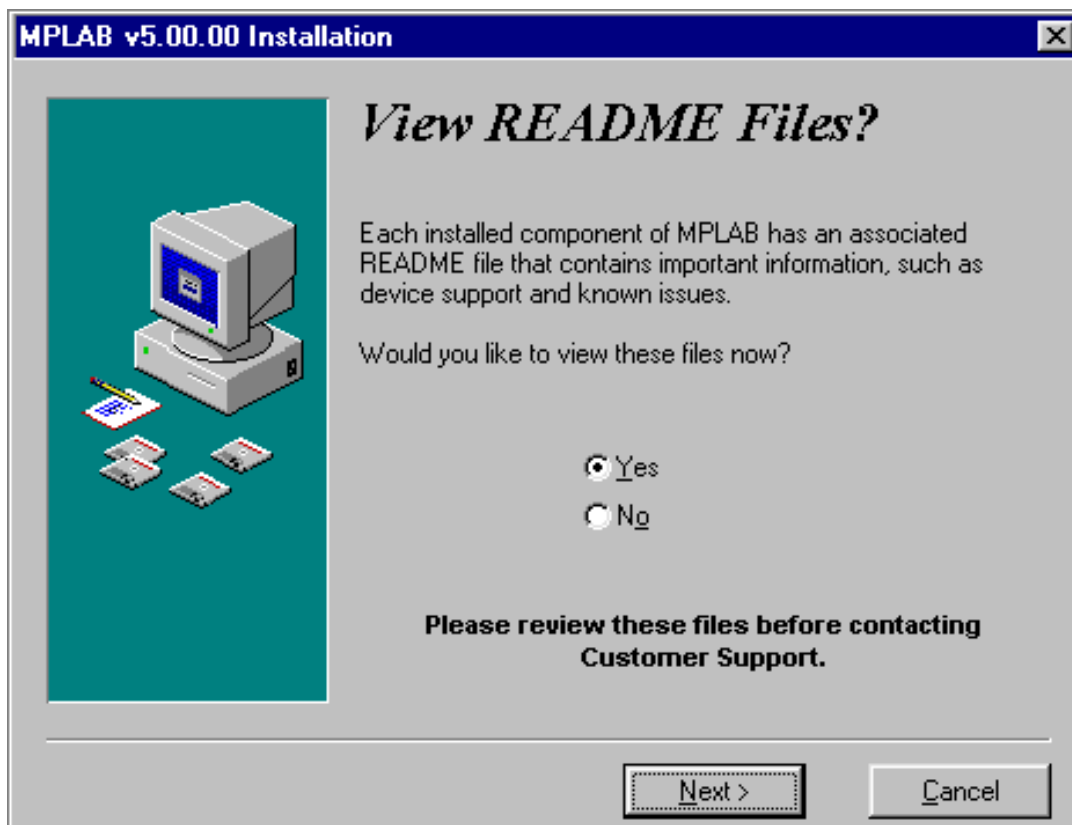 MPLAB v5.00.00 Installation
View README Files?
Each installed component of MPLAB has an associated
README file that contains important information, such as
device support and known issues.
Would you like to view these files now?
Yes
No
Please review these files before contacting
Customer Support.
Next >
Cancel